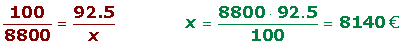 100/8800 = 92.5/x    x = 8800 · 92.5/100 = 8140 €